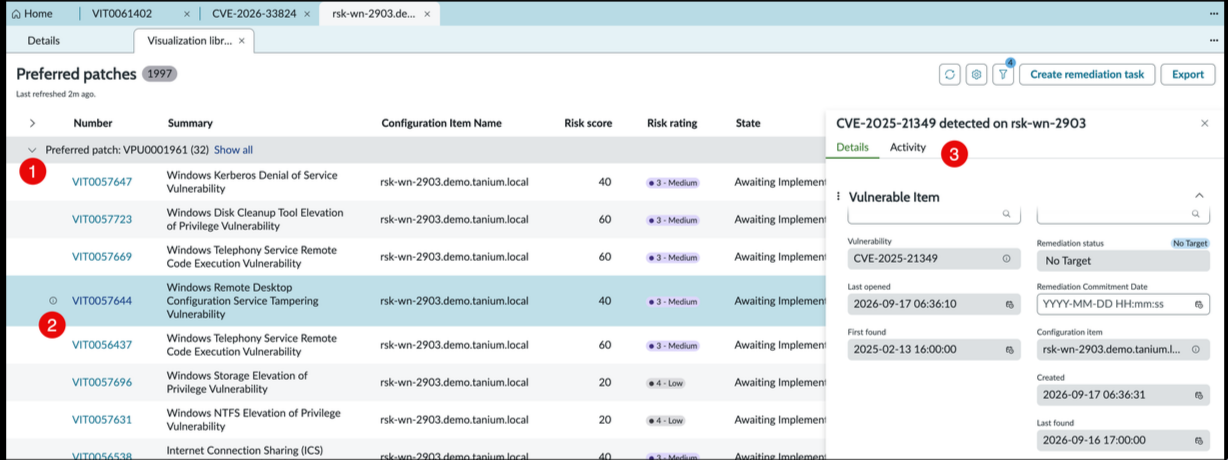 Home VIT0061402 × CVE-2026-33824 × rsk-wn-2903.de... × ...
Details Visualization libr... × ...
Preferred patches 1997
Last refreshed 2m ago.
4
Create remediation task Export
Number Summary Configuration Item Name Risk score Risk rating State
Preferred patch: VPU0001961 (32) Show all
1
VIT0057647 Windows Kerberos Denial of Service Vulnerability rsk-wn-2903.demo.tanium.local 40 3 - Medium Awaiting Implement
VIT0057723 Windows Disk Cleanup Tool Elevation of Privilege Vulnerability rsk-wn-2903.demo.tanium.local 60 3 - Medium Awaiting Implement
VIT0057669 Windows Telephony Service Remote Code Execution Vulnerability rsk-wn-2903.demo.tanium.local 60 3 - Medium Awaiting Implement
VIT0057644 Windows Remote Desktop Configuration Service Tampering Vulnerability rsk-wn-2903.demo.tanium.local 40 3 - Medium Awaiting Implement
2
VIT0056437 Windows Telephony Service Remote Code Execution Vulnerability rsk-wn-2903.demo.tanium.local 60 3 - Medium Awaiting Implement
VIT0057696 Windows Storage Elevation of Privilege Vulnerability rsk-wn-2903.demo.tanium.local 20 4 - Low Awaiting Implement
VIT0057631 Windows NTFS Elevation of Privilege Vulnerability rsk-wn-2903.demo.tanium.local 20 4 - Low Awaiting Implement
VIT0056538 Internet Connection Sharing (ICS) rsk-wn-2903.demo.tanium.local 40 3 - Medium Awaiting Implement
CVE-2025-21349 detected on rsk-wn-2903 ×
Details Activity 3
Vulnerable Item
Vulnerability
CVE-2025-21349
Remediation status No Target
No Target
Last opened
2026-09-17 06:36:10
Remediation Commitment Date
YYYY-MM-DD HH:mm:ss
First found
2025-02-13 16:00:00
Configuration item
rsk-wn-2903.demo.tanium.l...
Created
2026-09-17 06:36:31
Last found
2026-09-16 17:00:00